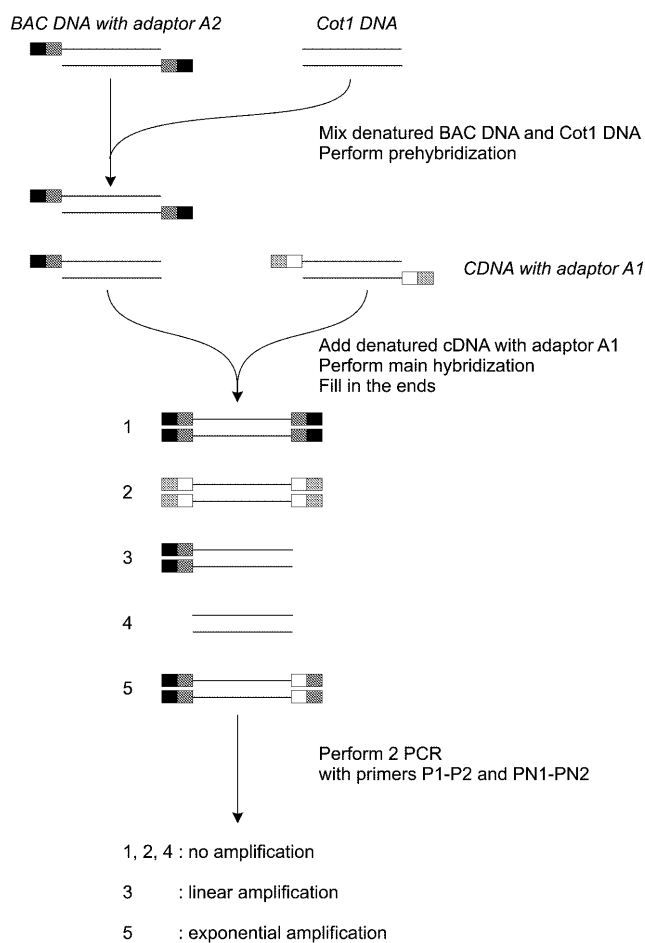 BAC DNA with adaptor A2
Cot1 DNA
Mix denatured BAC DNA and Cot1 DNA
Perform prehybridization
CDNA with adaptor A1
Add denatured cDNA with adaptor A1
Perform main hybridization
Fill in the ends
1
2
3
4
5
Perform 2 PCR
with primers P1-P2 and PN1-PN2
1, 2, 4 : no amplification
3 : linear amplification
5 : exponential amplification